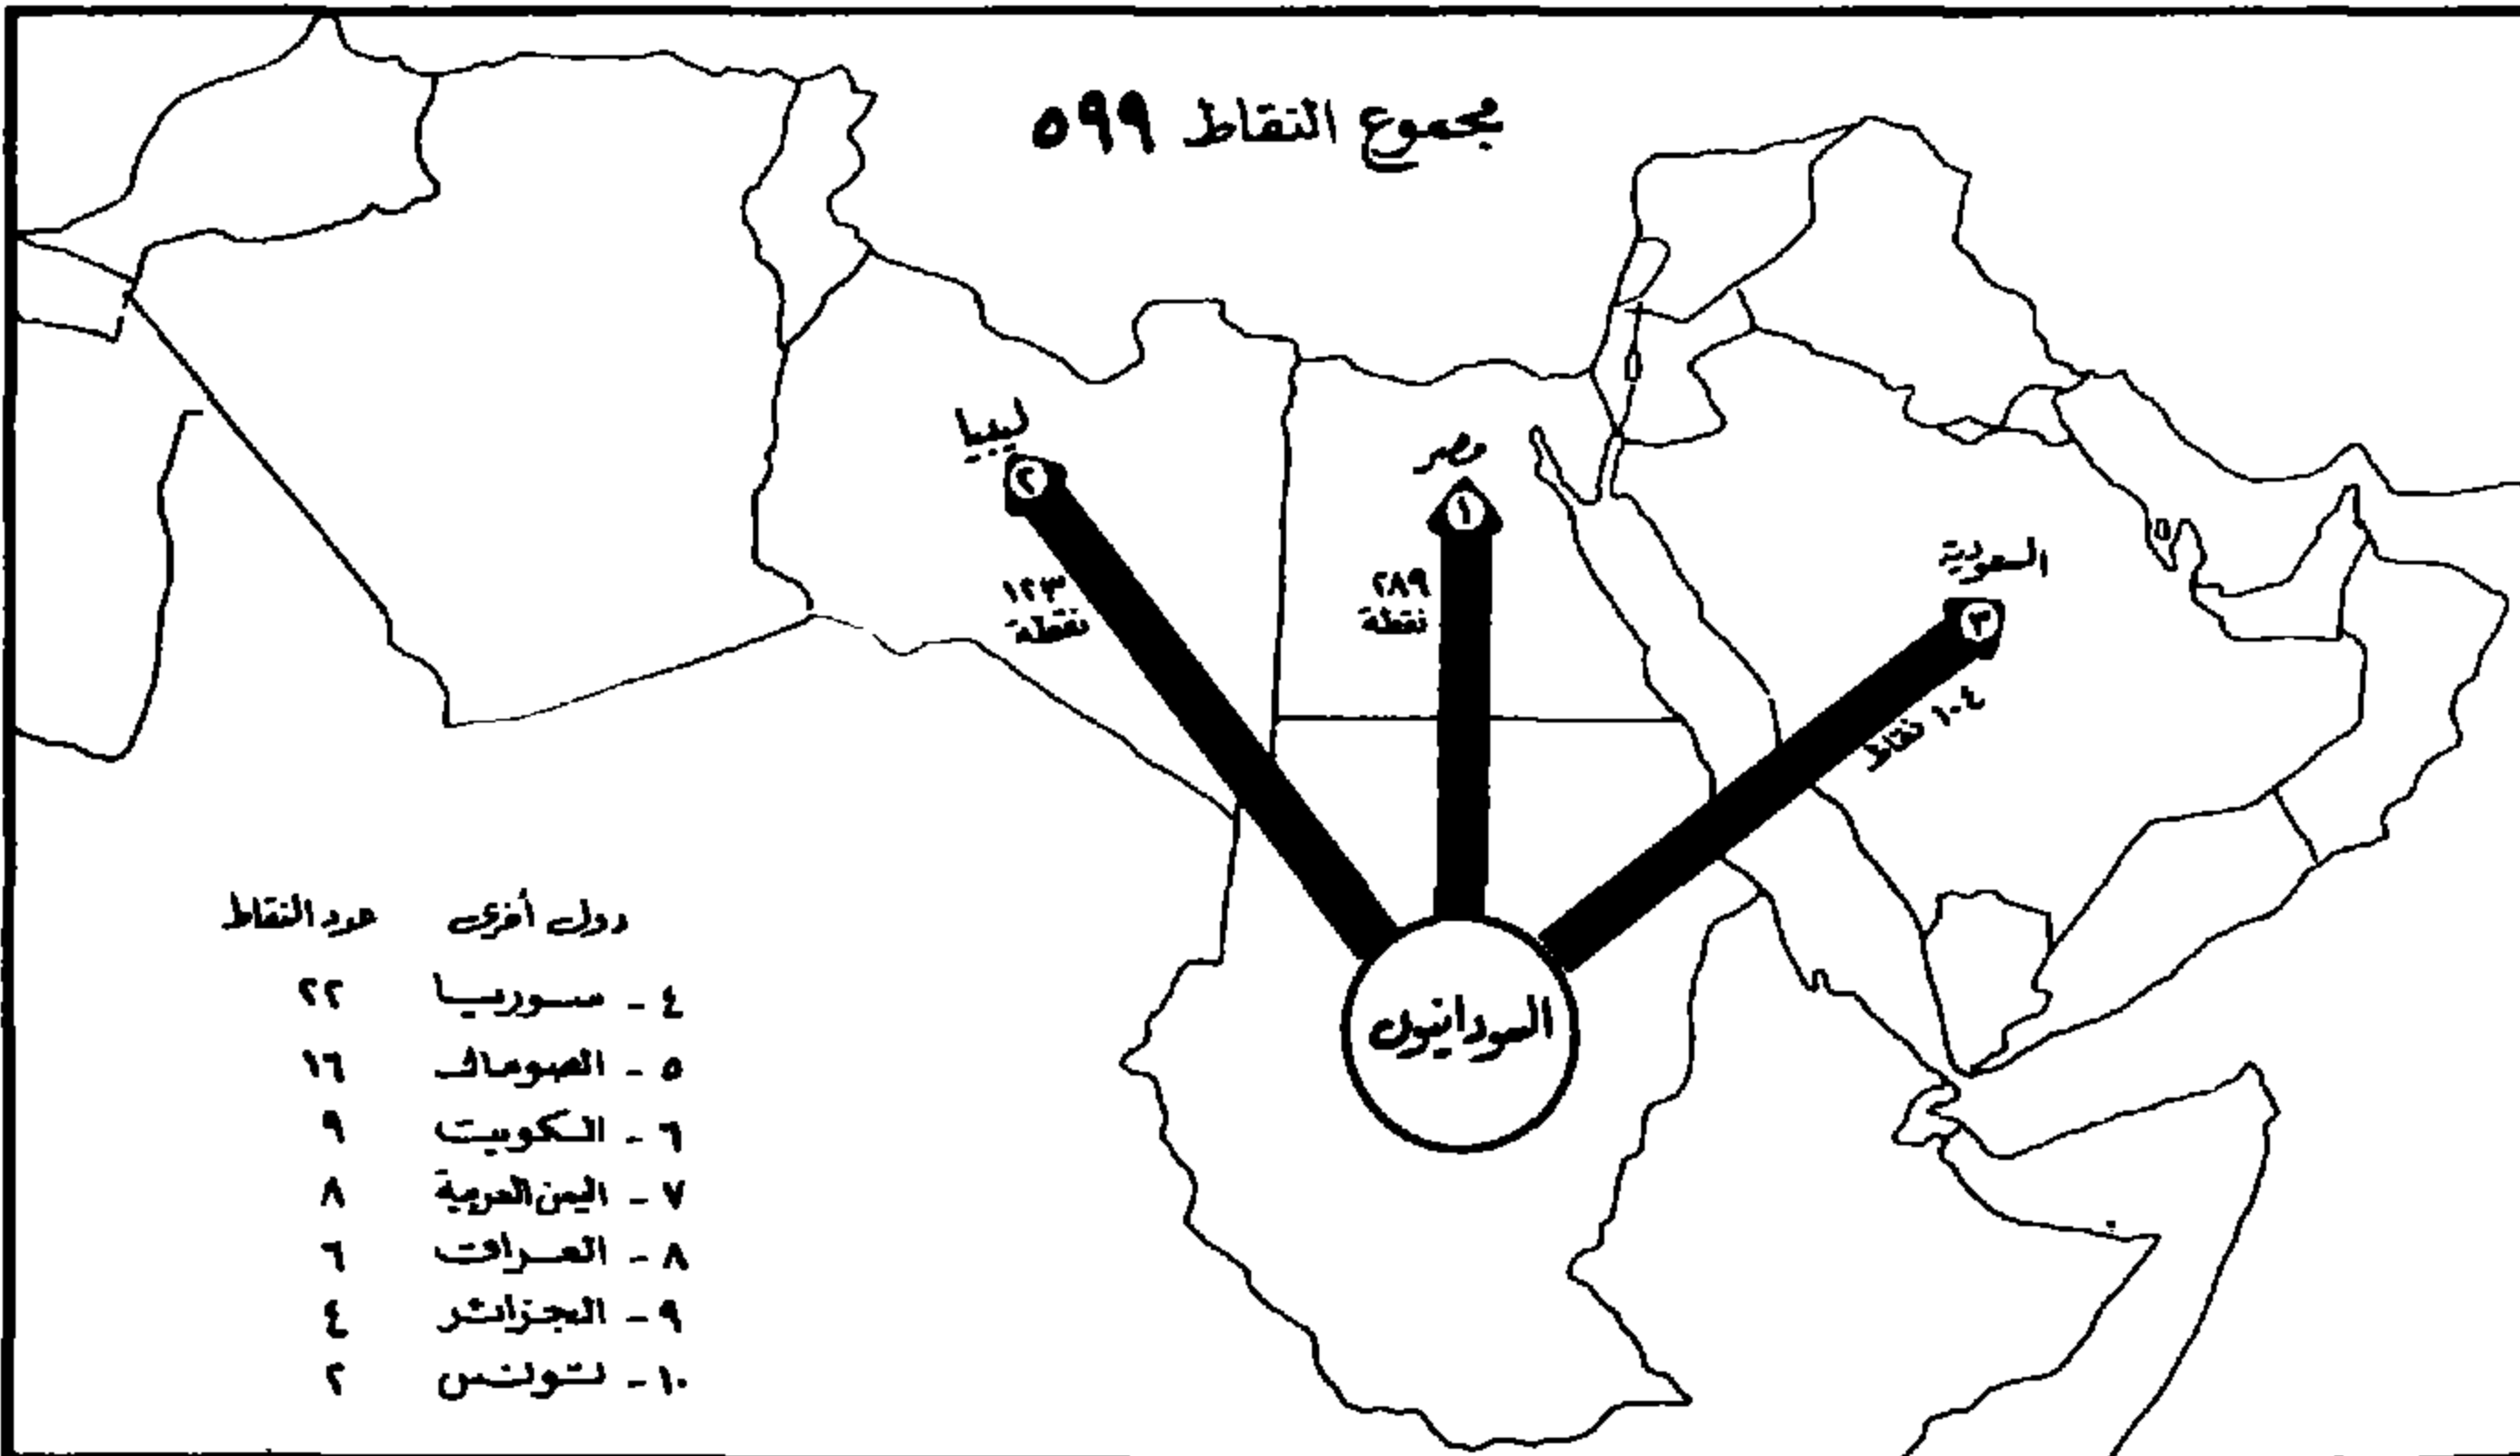 مجموع النقاط ٥٩٩
ليبيا
٢
١٢٣
نقطة
مصر
١
٢٨٩
نقطة
السعودية
٣
١٠٤ نقاط
السودانيون
دول أخرى عدد النقاط
٤ - سوريا ٢٢
٥ - الصومال ١٦
٦ - الكويت ٩
٧ - اليمن العربية ٨
٨ - العراق ٦
٩ - الجزائر ٤
١٠ - تونس ٢